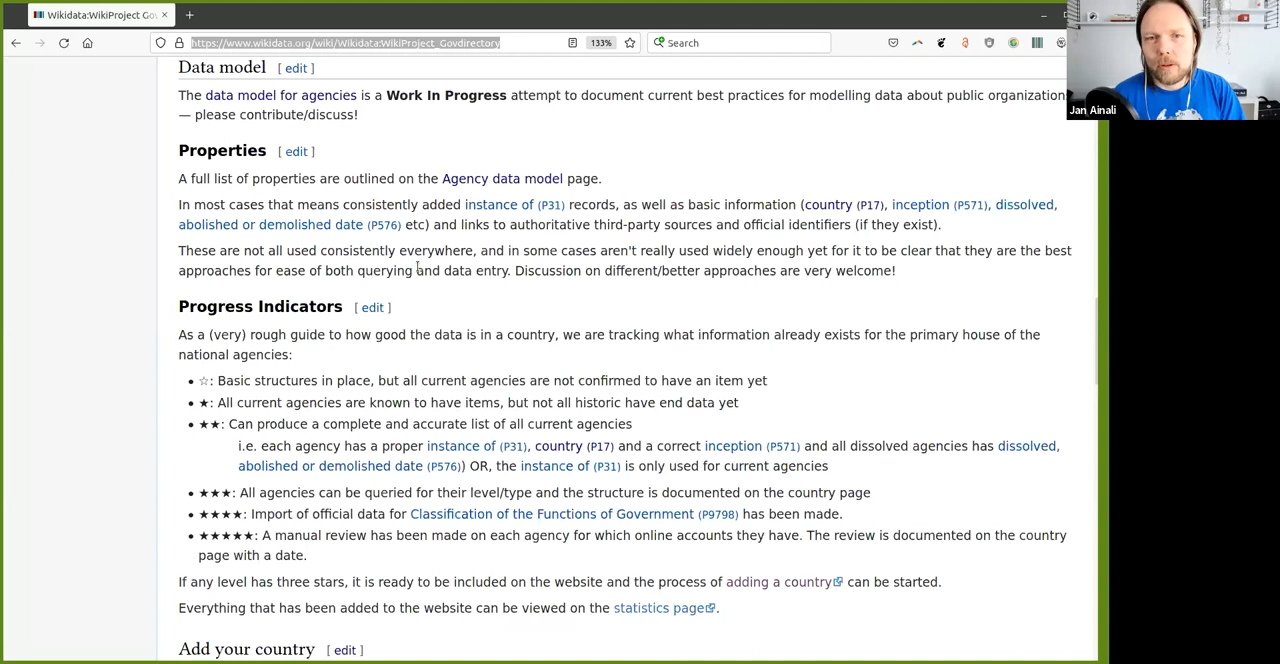 Wikidata:WikiProject Gov
https://www.wikidata.org/wiki/Wikidata:WikiProject_Govdirectory
133%
Search
Jan Ainali
Data model [ edit ]
The data model for agencies is a Work In Progress attempt to document current best practices for modelling data about public organization
— please contribute/discuss!
Properties [ edit ]
A full list of properties are outlined on the Agency data model page.
In most cases that means consistently added instance of (P31) records, as well as basic information (country (P17), inception (P571), dissolved,
abolished or demolished date (P576) etc) and links to authoritative third-party sources and official identifiers (if they exist).
These are not all used consistently everywhere, and in some cases aren't really used widely enough yet for it to be clear that they are the best
approaches for ease of both querying and data entry. Discussion on different/better approaches are very welcome!
Progress Indicators [ edit ]
As a (very) rough guide to how good the data is in a country, we are tracking what information already exists for the primary house of the
national agencies:
• ☆: Basic structures in place, but all current agencies are not confirmed to have an item yet
• ★: All current agencies are known to have items, but not all historic have end data yet
• ★★: Can produce a complete and accurate list of all current agencies
i.e. each agency has a proper instance of (P31), country (P17) and a correct inception (P571) and all dissolved agencies has dissolved,
abolished or demolished date (P576)) OR, the instance of (P31) is only used for current agencies
• ★★★: All agencies can be queried for their level/type and the structure is documented on the country page
• ★★★★: Import of official data for Classification of the Functions of Government (P9798) has been made.
• ★★★★★: A manual review has been made on each agency for which online accounts they have. The review is documented on the country
page with a date.
If any level has three stars, it is ready to be included on the website and the process of adding a country can be started.
Everything that has been added to the website can be viewed on the statistics page.
Add your country [ edit ]